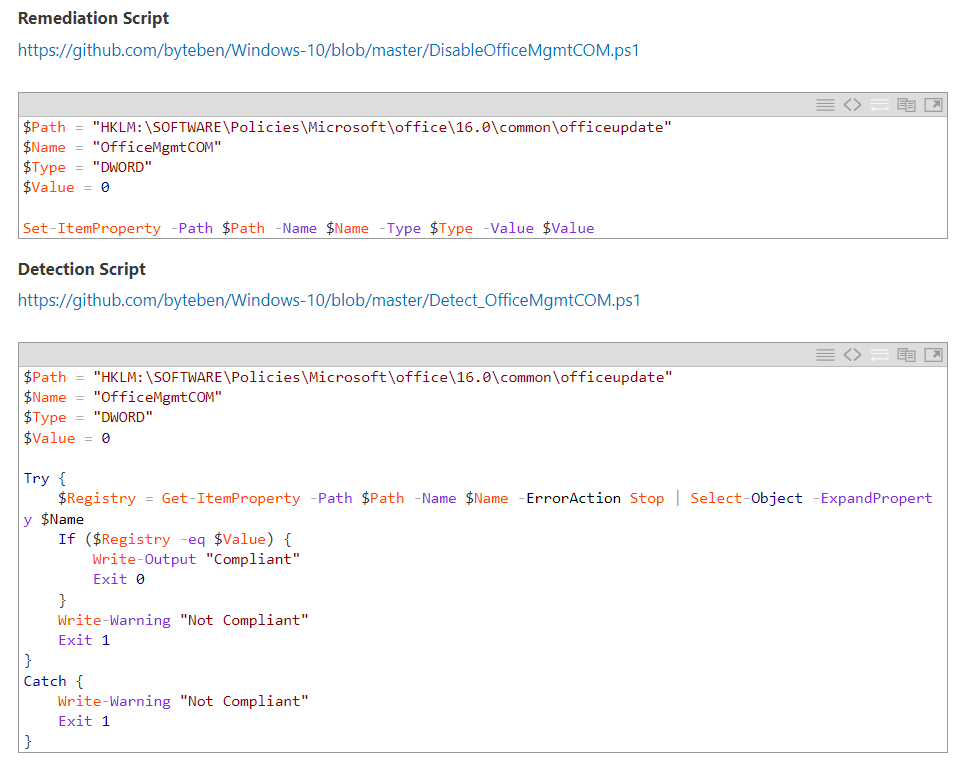 Remediation Script
https://github.com/byteben/Windows-10/blob/master/DisableOfficeMgmtCOM.ps1
$Path = "HKLM:\SOFTWARE\Policies\Microsoft\office\16.0\common\officeupdate"
$Name = "OfficeMgmtCOM"
$Type = "DWORD"
$Value = 0
Set-ItemProperty -Path $Path -Name $Name -Type $Type -Value $Value
Detection Script
https://github.com/byteben/Windows-10/blob/master/Detect_OfficeMgmtCOM.ps1
$Path = "HKLM:\SOFTWARE\Policies\Microsoft\office\16.0\common\officeupdate"
$Name = "OfficeMgmtCOM"
$Type = "DWORD"
$Value = 0
Try {
    $Registry = Get-ItemProperty -Path $Path -Name $Name -ErrorAction Stop | Select-Object -ExpandPropert
y $Name
    If ($Registry -eq $Value) {
        Write-Output "Compliant"
        Exit 0
    }
    Write-Warning "Not Compliant"
    Exit 1
}
Catch {
    Write-Warning "Not Compliant"
    Exit 1
}